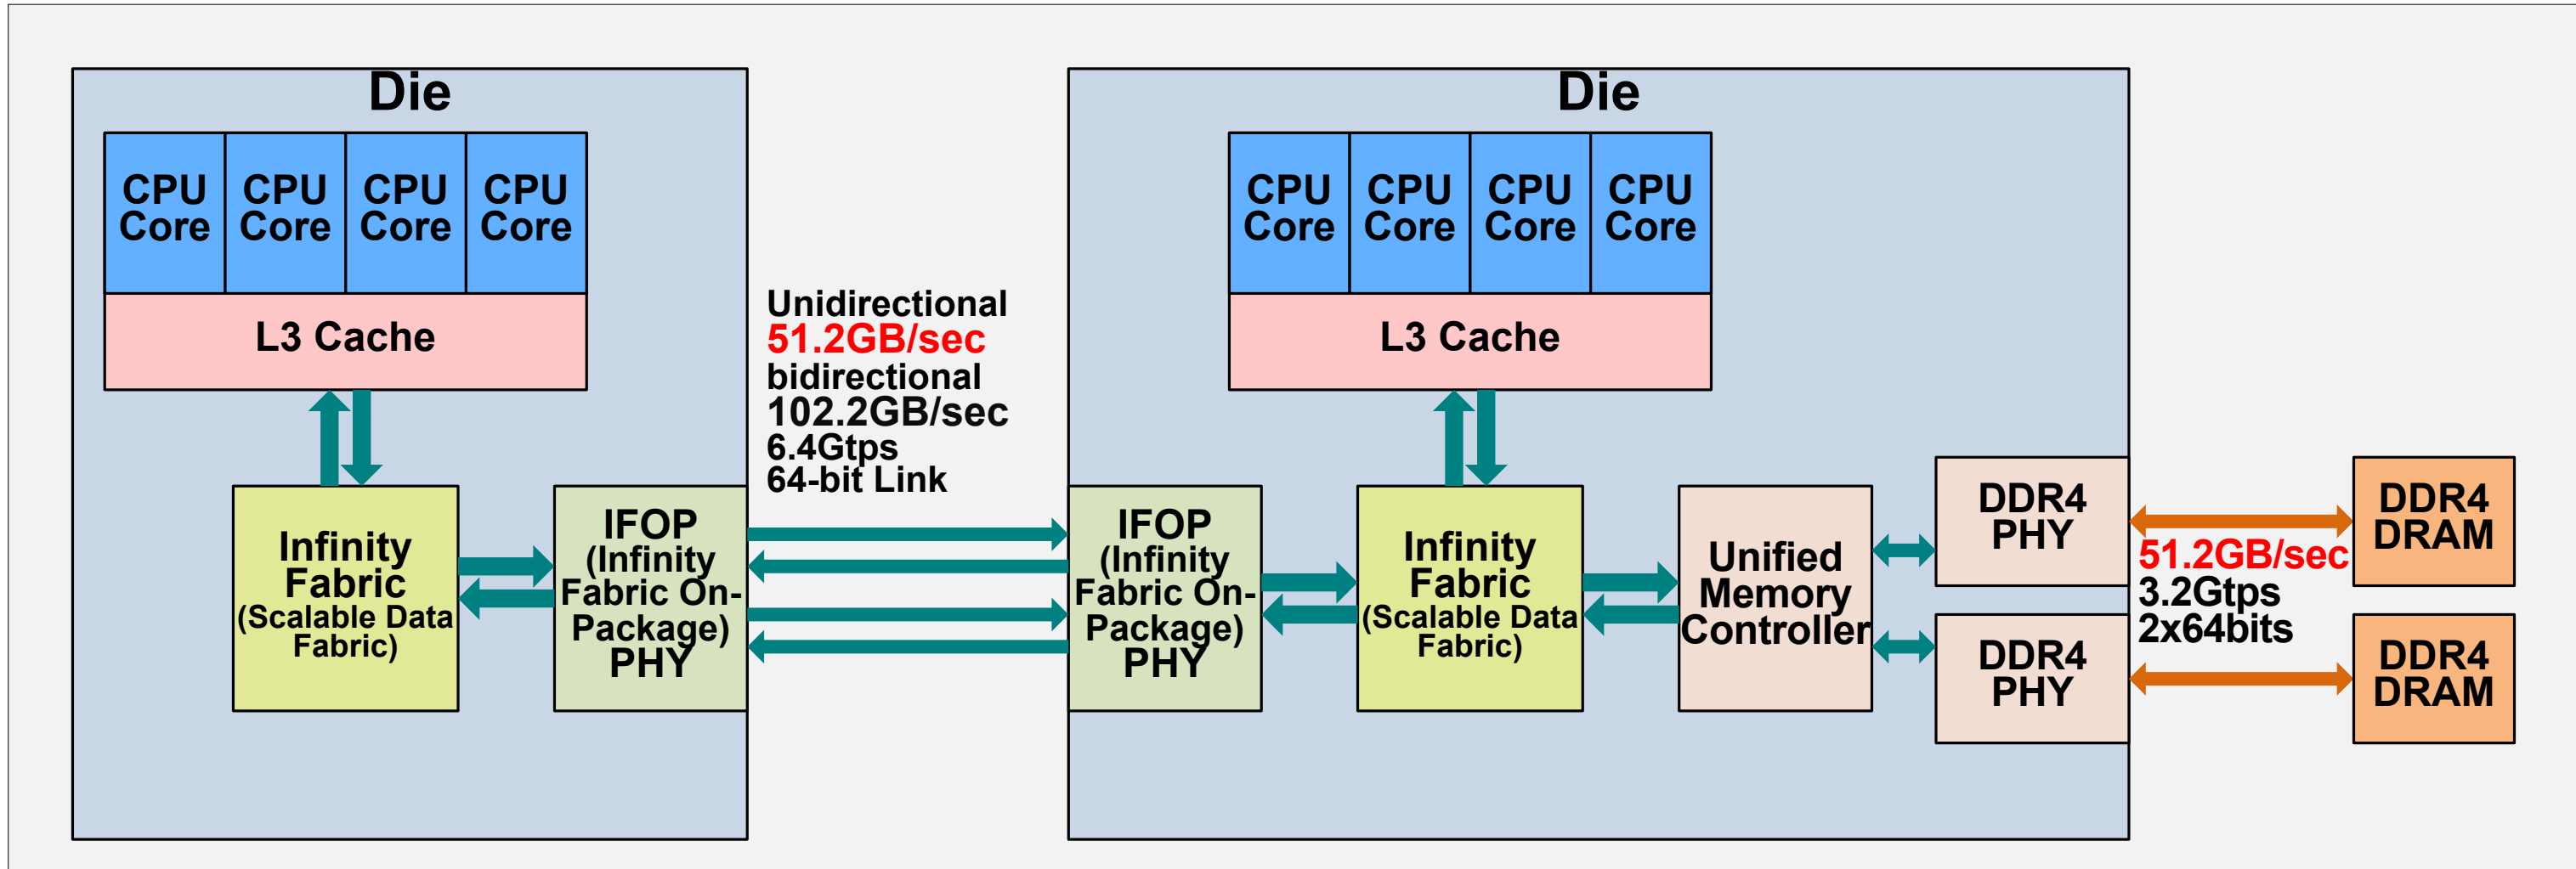 Die
CPU
Core
CPU
Core
CPU
Core
CPU
Core
L3 Cache
Infinity
Fabric
(Scalable Data
Fabric)
IFOP
(Infinity
Fabric On-
Package)
PHY
Unidirectional
51.2GB/sec
bidirectional
102.2GB/sec
6.4Gtps
64-bit Link
Die
CPU
Core
CPU
Core
CPU
Core
CPU
Core
L3 Cache
IFOP
(Infinity
Fabric On-
Package)
PHY
Infinity
Fabric
(Scalable Data
Fabric)
Unified
Memory
Controller
DDR4
PHY
DDR4
PHY
51.2GB/sec
3.2Gtps
2x64bits
DDR4
DRAM
DDR4
DRAM